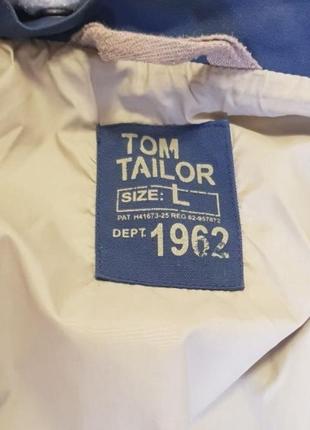 TOM
TAILOR
SIZE: L
PAT H41673-25 REG 62-957872
DEPT. 1962